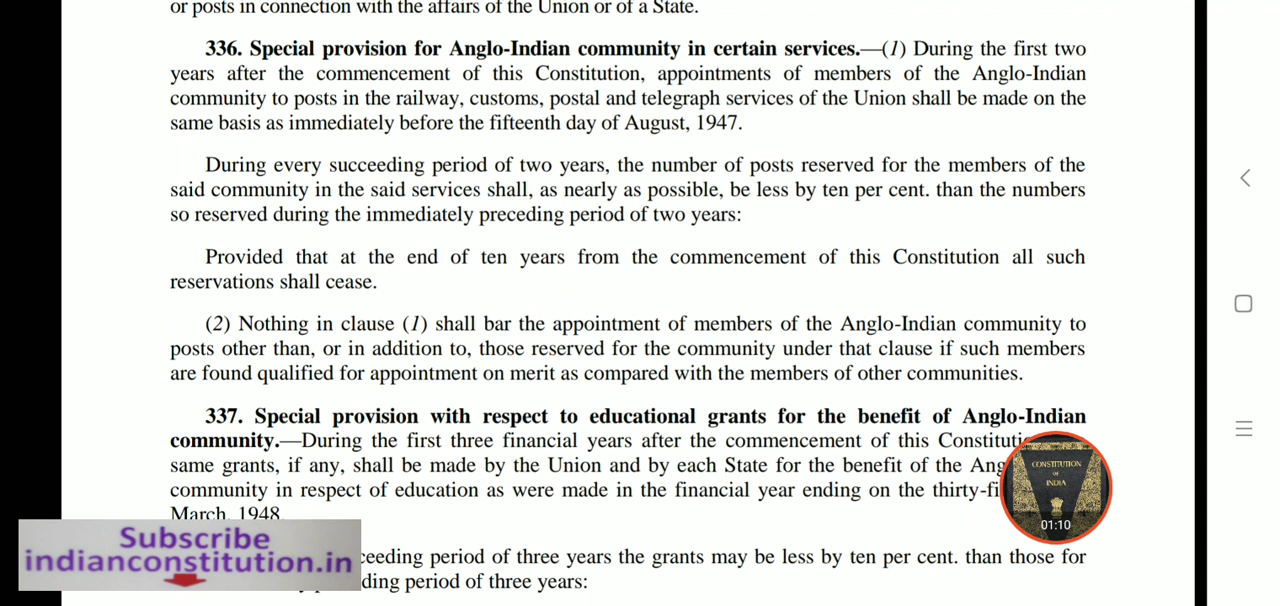 or posts in connection with the affairs of the Union or of a State.
336. Special provision for Anglo-Indian community in certain services.—(1) During the first two
years after the commencement of this Constitution, appointments of members of the Anglo-Indian
community to posts in the railway, customs, postal and telegraph services of the Union shall be made on the
same basis as immediately before the fifteenth day of August, 1947.
During every succeeding period of two years, the number of posts reserved for the members of the
said community in the said services shall, as nearly as possible, be less by ten per cent. than the numbers
so reserved during the immediately preceding period of two years:
Provided that at the end of ten years from the commencement of this Constitution all such
reservations shall cease.
(2) Nothing in clause (1) shall bar the appointment of members of the Anglo-Indian community to
posts other than, or in addition to, those reserved for the community under that clause if such members
are found qualified for appointment on merit as compared with the members of other communities.
337. Special provision with respect to educational grants for the benefit of Anglo-Indian
community.—During the first three financial years after the commencement of this
same grants, if any, shall be made by the Union and by each State for the benefit of the
community in respect of education as were made in the financial year ending on the
March, 1948
CONSTITUTION
OF
INDIA
01:10
Subscribe
indianconstitution.in
period of three years the grants may be less by ten per cent. than those for
period of three years: